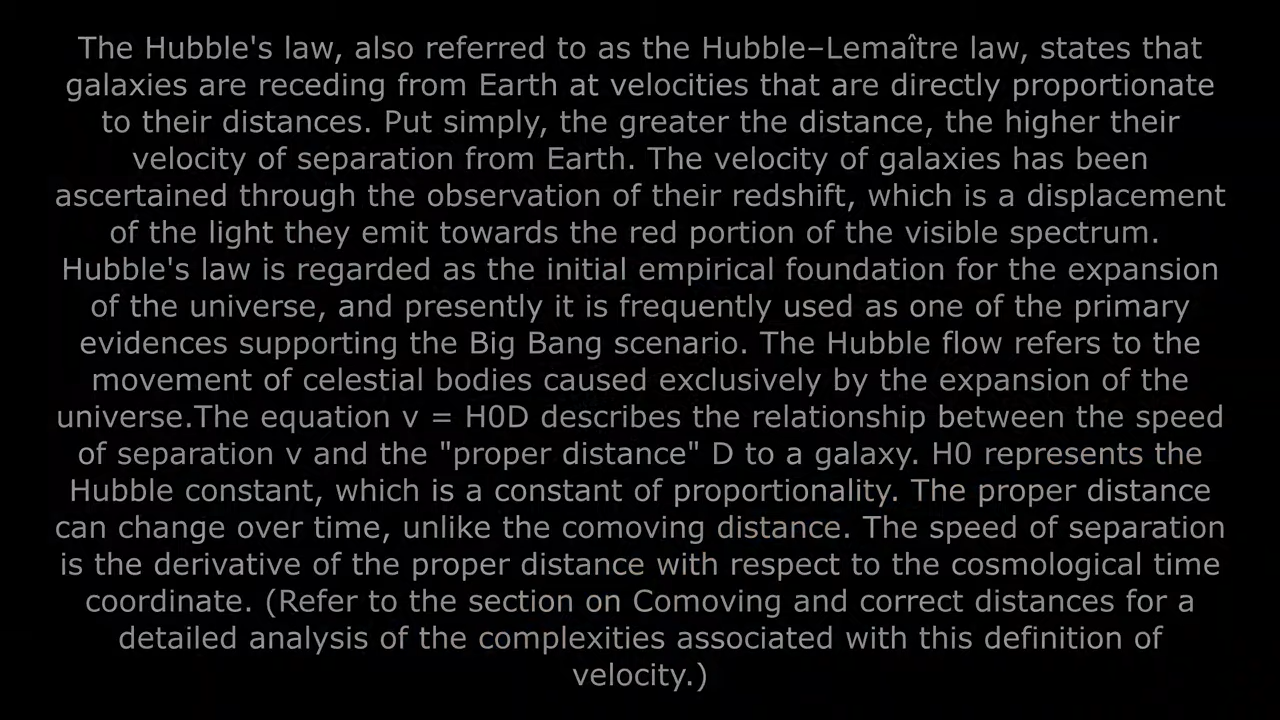 The Hubble's law, also referred to as the Hubble–Lemaître law, states that
galaxies are receding from Earth at velocities that are directly proportionate
to their distances. Put simply, the greater the distance, the higher their
velocity of separation from Earth. The velocity of galaxies has been
ascertained through the observation of their redshift, which is a displacement
of the light they emit towards the red portion of the visible spectrum.
Hubble's law is regarded as the initial empirical foundation for the expansion
of the universe, and presently it is frequently used as one of the primary
evidences supporting the Big Bang scenario. The Hubble flow refers to the
movement of celestial bodies caused exclusively by the expansion of the
universe.The equation v = H0D describes the relationship between the speed
of separation v and the "proper distance" D to a galaxy. H0 represents the
Hubble constant, which is a constant of proportionality. The proper distance
can change over time, unlike the comoving distance. The speed of separation
is the derivative of the proper distance with respect to the cosmological time
coordinate. (Refer to the section on Comoving and correct distances for a
detailed analysis of the complexities associated with this definition of
velocity.)